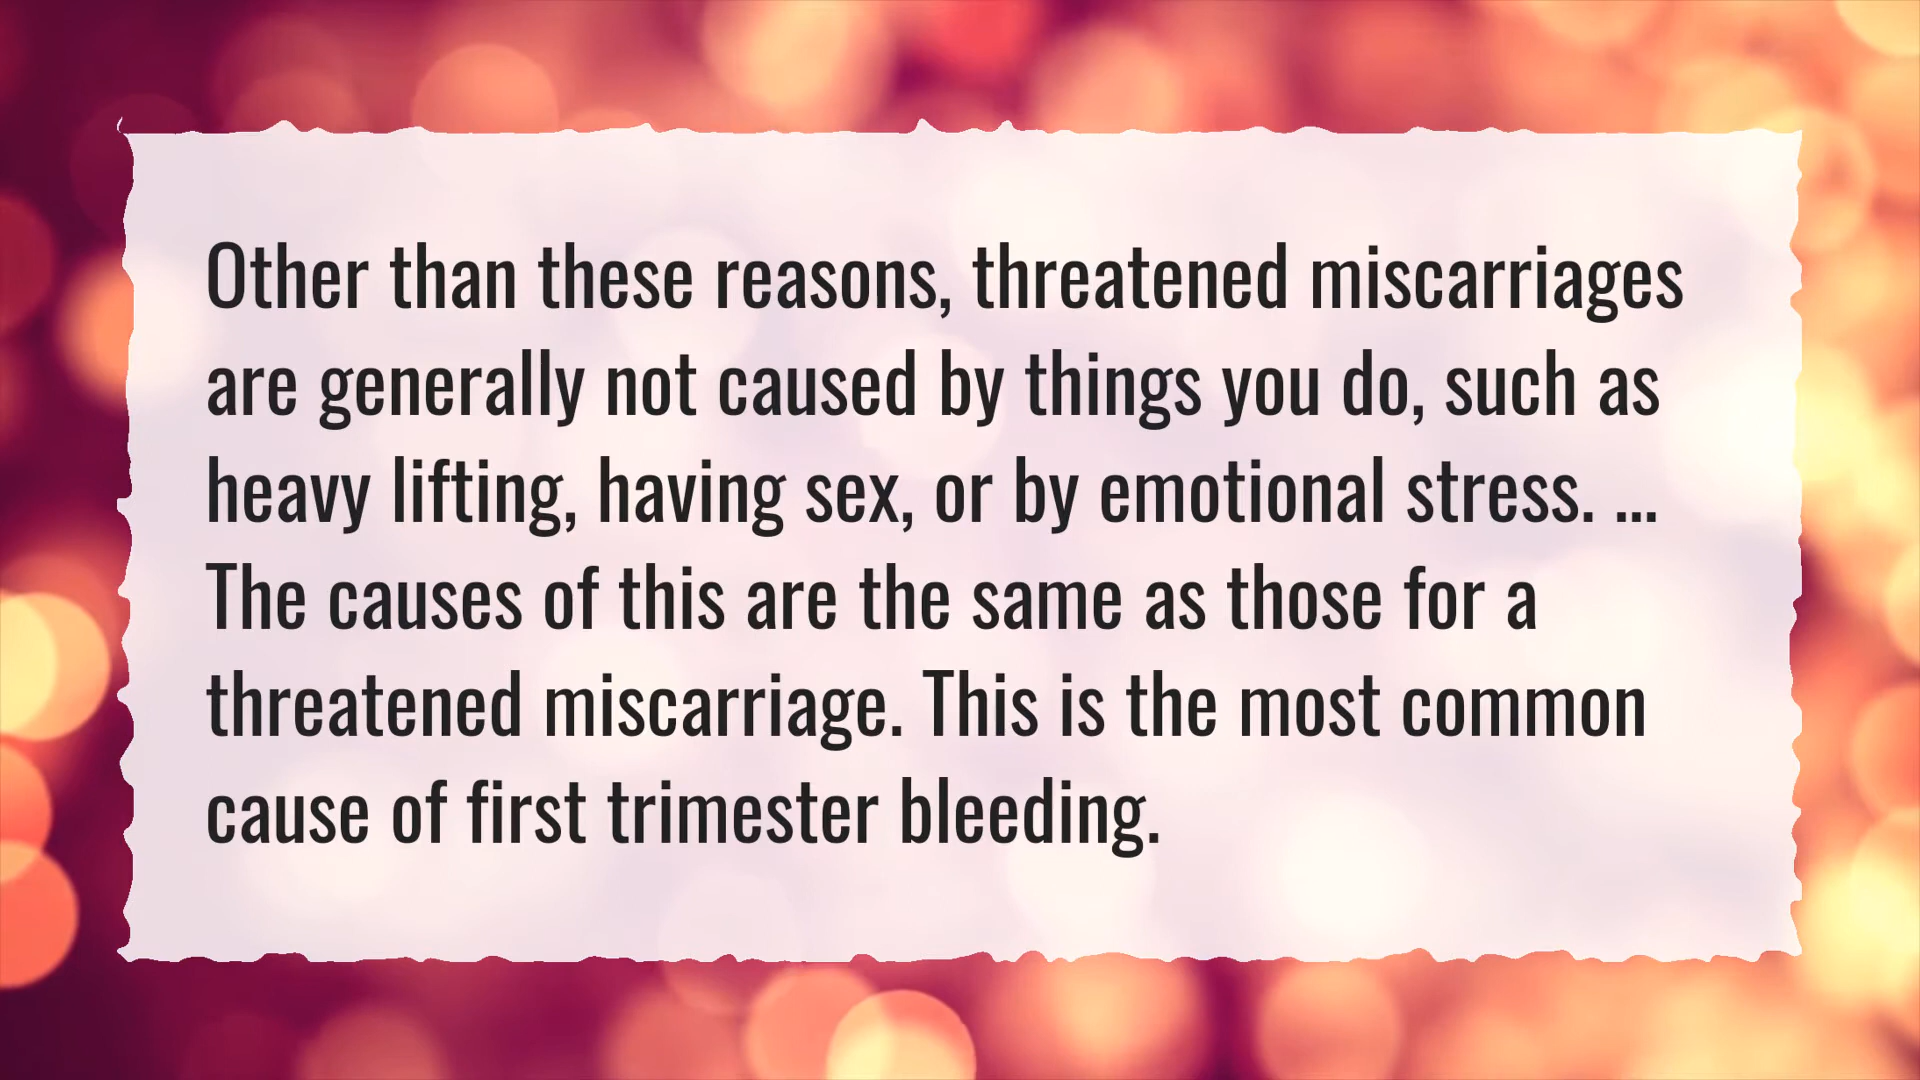 Other than these reasons, threatened miscarriages
are generally not caused by things you do, such as
heavy lifting, having sex, or by emotional stress. ...
The causes of this are the same as those for a
threatened miscarriage. This is the most common
cause of first trimester bleeding.